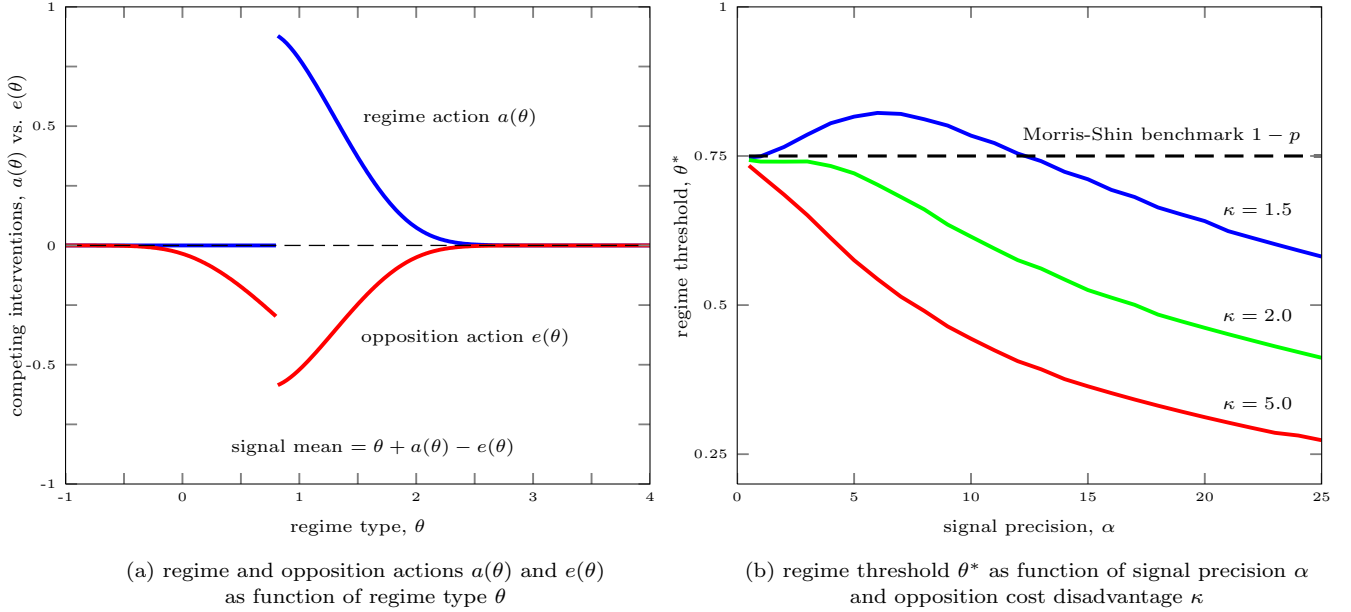 competing interventions, a(θ) vs. e(θ)
1
0.5
0
-0.5
-1
regime action a(θ)
opposition action e(θ)
signal mean = θ + a(θ) − e(θ)
-1 0 1 2 3 4
regime type, θ
(a) regime and opposition actions a(θ) and e(θ)
as function of regime type θ
regime threshold, θ*
1
0.75
0.5
0.25
Morris-Shin benchmark 1 − p
κ = 1.5
κ = 2.0
κ = 5.0
0 5 10 15 20 25
signal precision, α
(b) regime threshold θ* as function of signal precision α
and opposition cost disadvantage κ